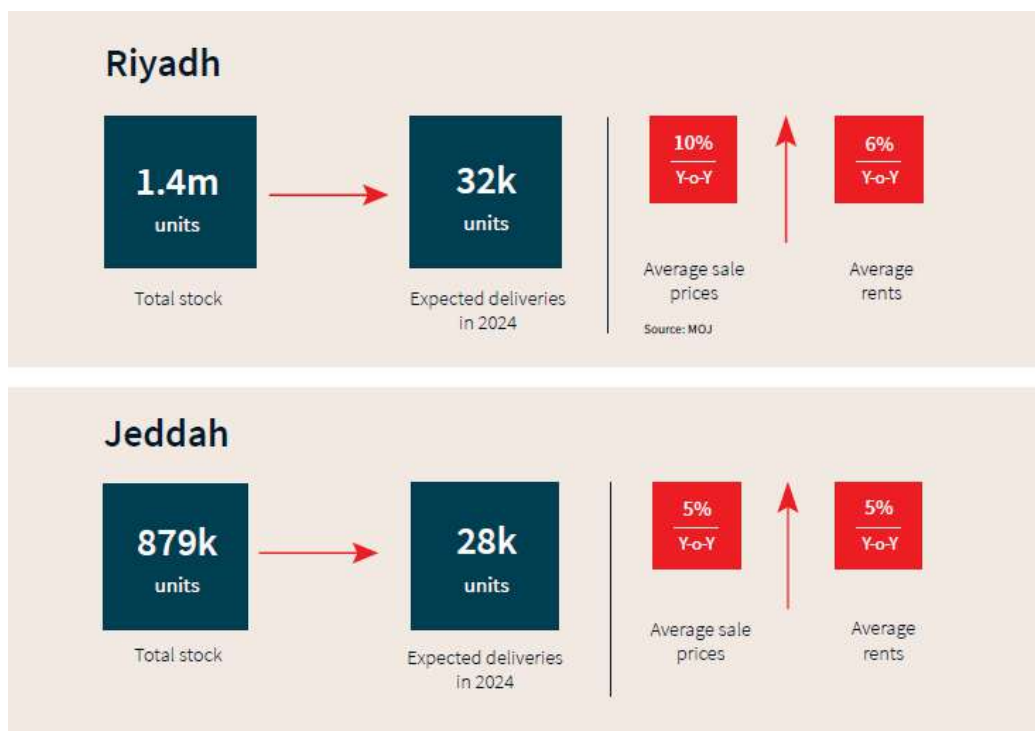 Riyadh
1.4m
units
Total stock
32k
units
Expected deliveries
in 2024
10%
Y-o-Y
Average sale
prices
Source: MOJ
6%
Y-o-Y
Average
rents
Jeddah
879k
units
Total stock
28k
units
Expected deliveries
in 2024
5%
Y-o-Y
Average sale
prices
5%
Y-o-Y
Average
rents